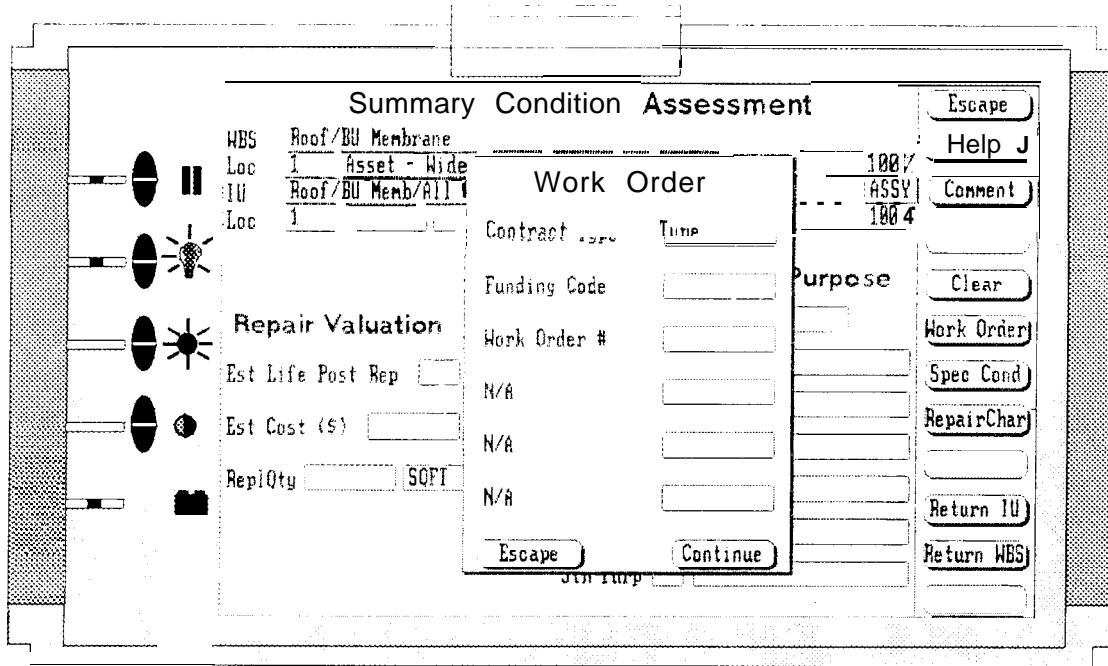 Summary Condition Assessment
WBS Roof/BU Membrane
Loc 1 Asset - Wide 100%
IU Roof/BU Memb/All ASSY
Loc 1 100
Purpose
Repair Valuation
Est Life Post Rep
Est Cost ($)
ReplQty SQFT
Work Order
Contract Type
Funding Code
Work Order #
N/A
N/A
N/A
Escape Continue
Escape
Help J
Comment
Clear
Work Order
Spec Cond
RepairChar
Return IU
Return WBS